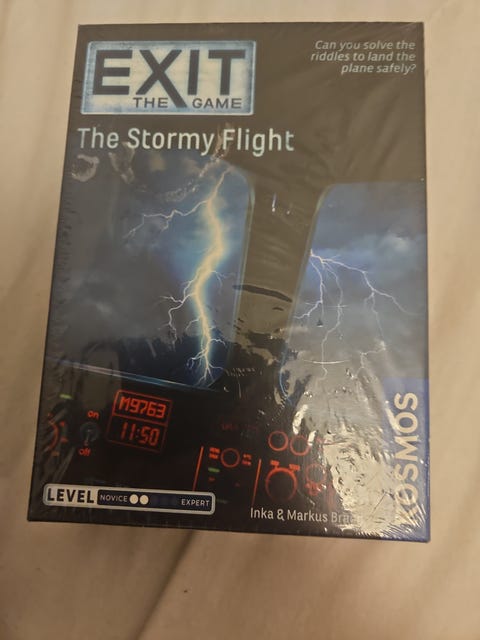 EXIT
THE GAME
Can you solve the
riddles to land the
plane safely?
The Stormy Flight
M9763
11:50
on
off
LEVEL NOVICE EXPERT
Inka & Markus
KOSMOS